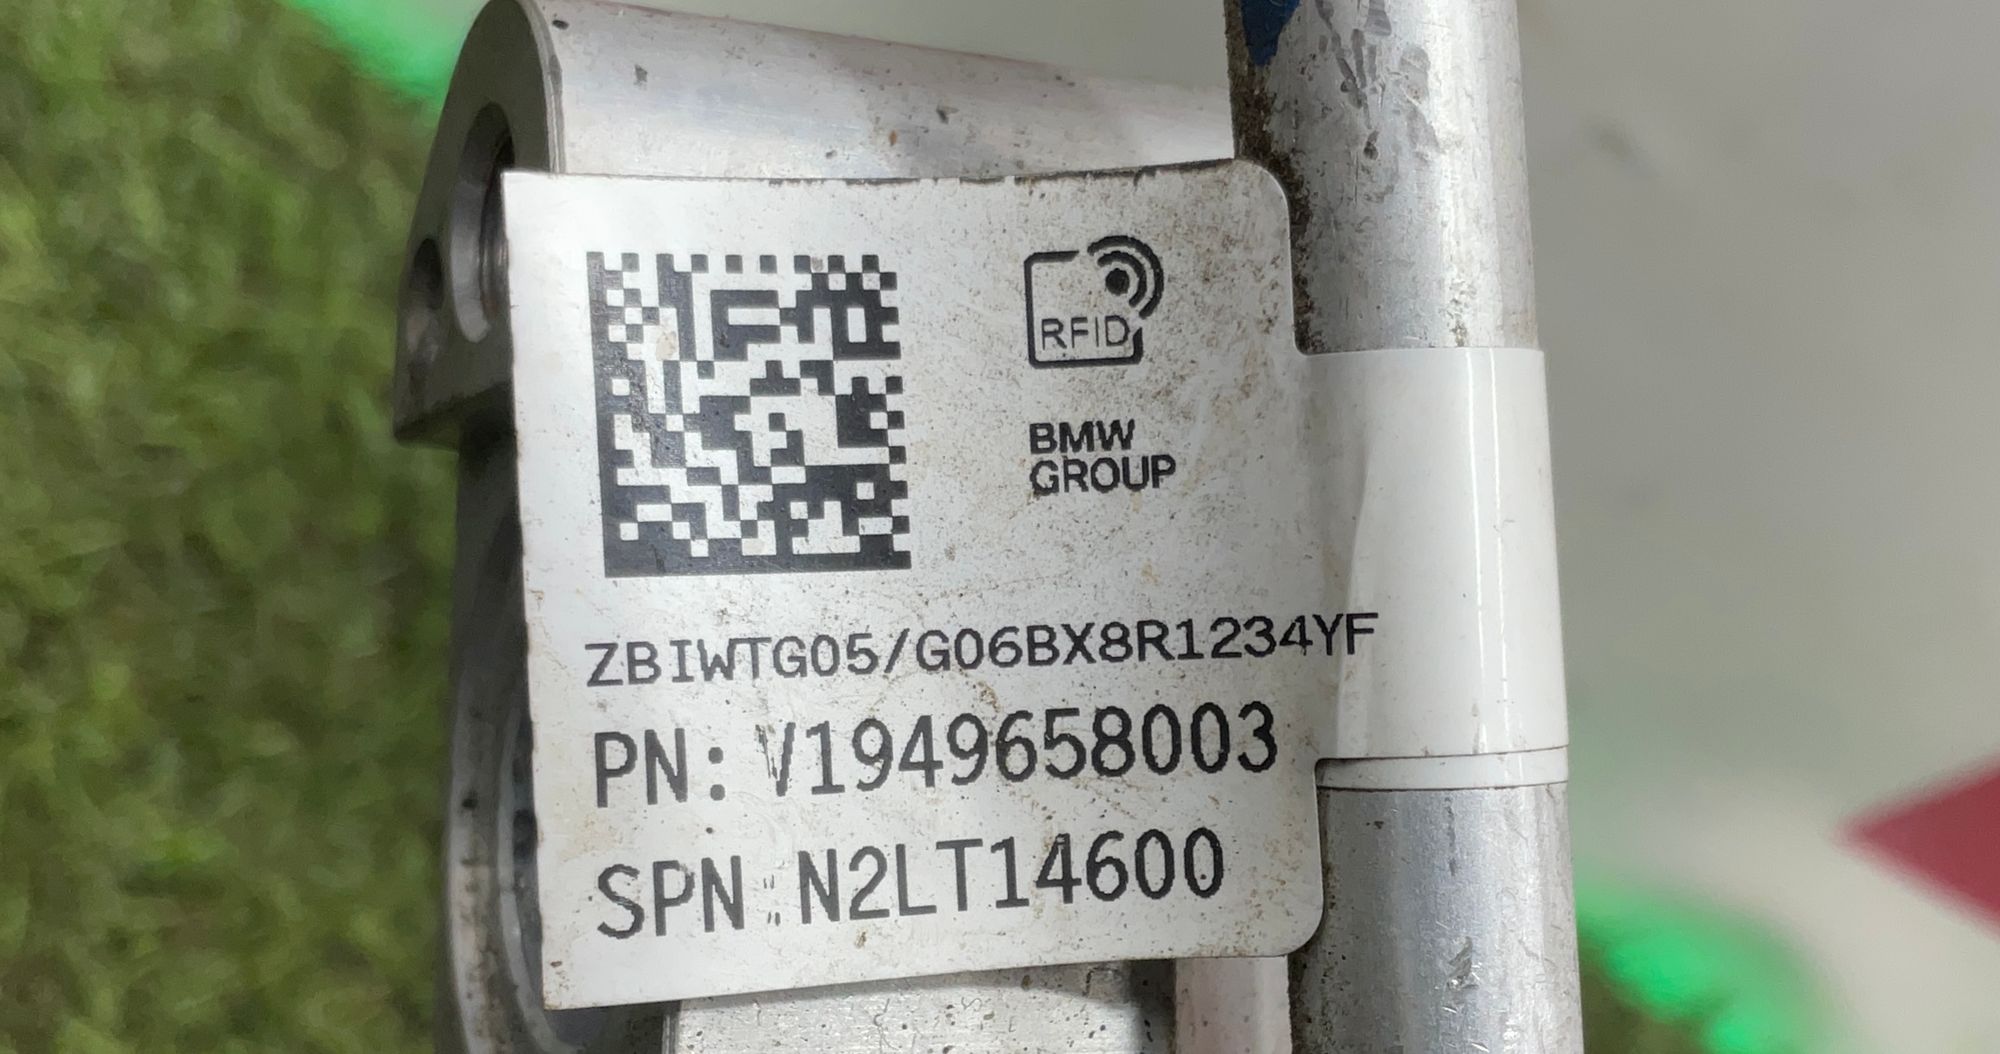 RFID
BMW
GROUP
ZBIWTG05/G06BX8R1234YF
PN: V1949658003
SPN: N2LT14600